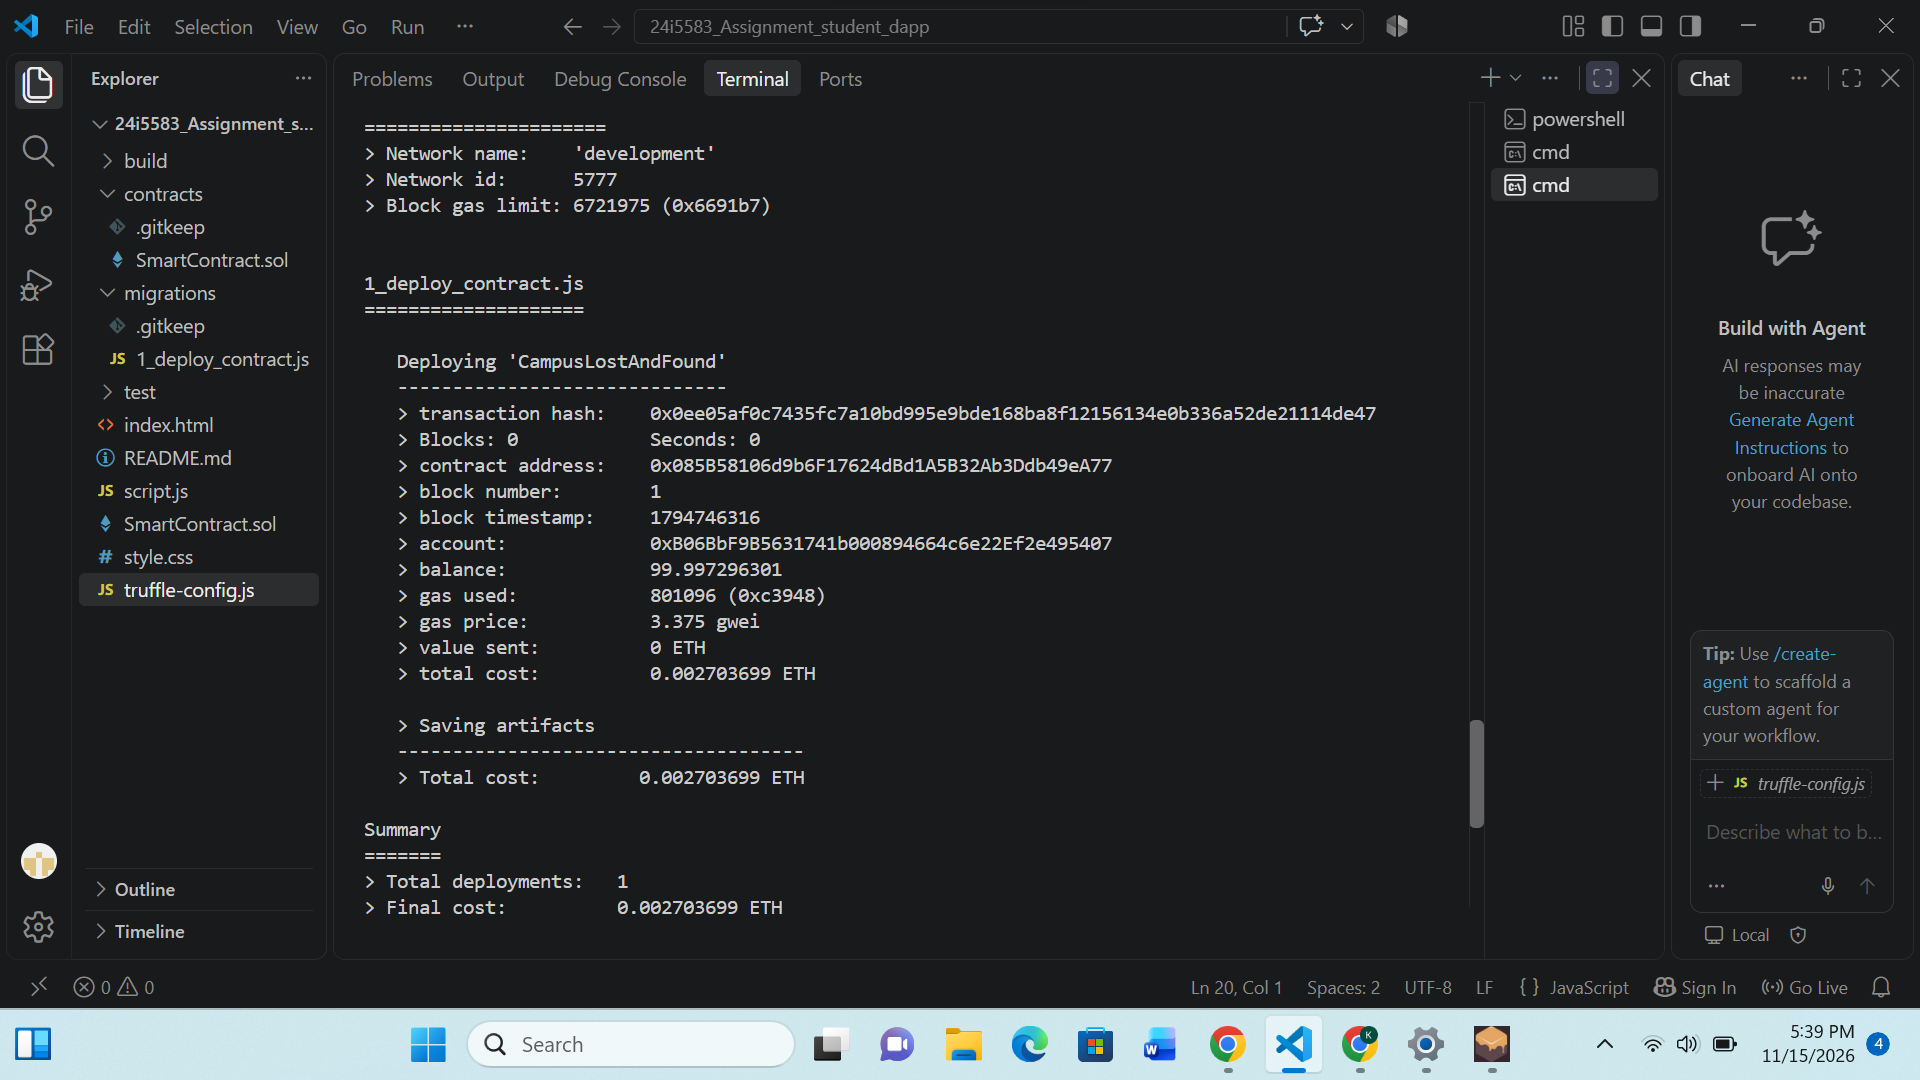 File Edit Selection View Go Run ···
24i5583_Assignment_student_dapp
Explorer ···
24i5583_Assignment_s...
build
contracts
.gitkeep
SmartContract.sol
migrations
.gitkeep
JS 1_deploy_contract.js
test
<> index.html
README.md
JS script.js
SmartContract.sol
# style.css
JS truffle-config.js
Outline
Timeline
Problems Output Debug Console Terminal Ports
======================
> Network name:    'development'
> Network id:      5777
> Block gas limit: 6721975 (0x6691b7)
1_deploy_contract.js
====================
Deploying 'CampusLostAndFound'
------------------------------
> transaction hash:    0x0ee05af0c7435fc7a10bd995e9bde168ba8f12156134e0b336a52de21114de47
> Blocks: 0            Seconds: 0
> contract address:    0x085B58106d9b6F17624dBd1A5B32Ab3Ddb49eA77
> block number:        1
> block timestamp:     1794746316
> account:             0xB06BbF9B5631741b000894664c6e22Ef2e495407
> balance:             99.997296301
> gas used:            801096 (0xc3948)
> gas price:           3.375 gwei
> value sent:          0 ETH
> total cost:          0.002703699 ETH
> Saving artifacts
-------------------------------------
> Total cost:         0.002703699 ETH
Summary
=======
> Total deployments:   1
> Final cost:          0.002703699 ETH
powershell
cmd
cmd
Chat ···
Build with Agent
AI responses may
be inaccurate
Generate Agent
Instructions to
onboard AI onto
your codebase.
Tip: Use /create-
agent to scaffold a
custom agent for
your workflow.
+ JS truffle-config.js
Describe what to b...
···
Local
0 0
Ln 20, Col 1 Spaces: 2 UTF-8 LF { } JavaScript Sign In Go Live
Search
5:39 PM
11/15/2026
4